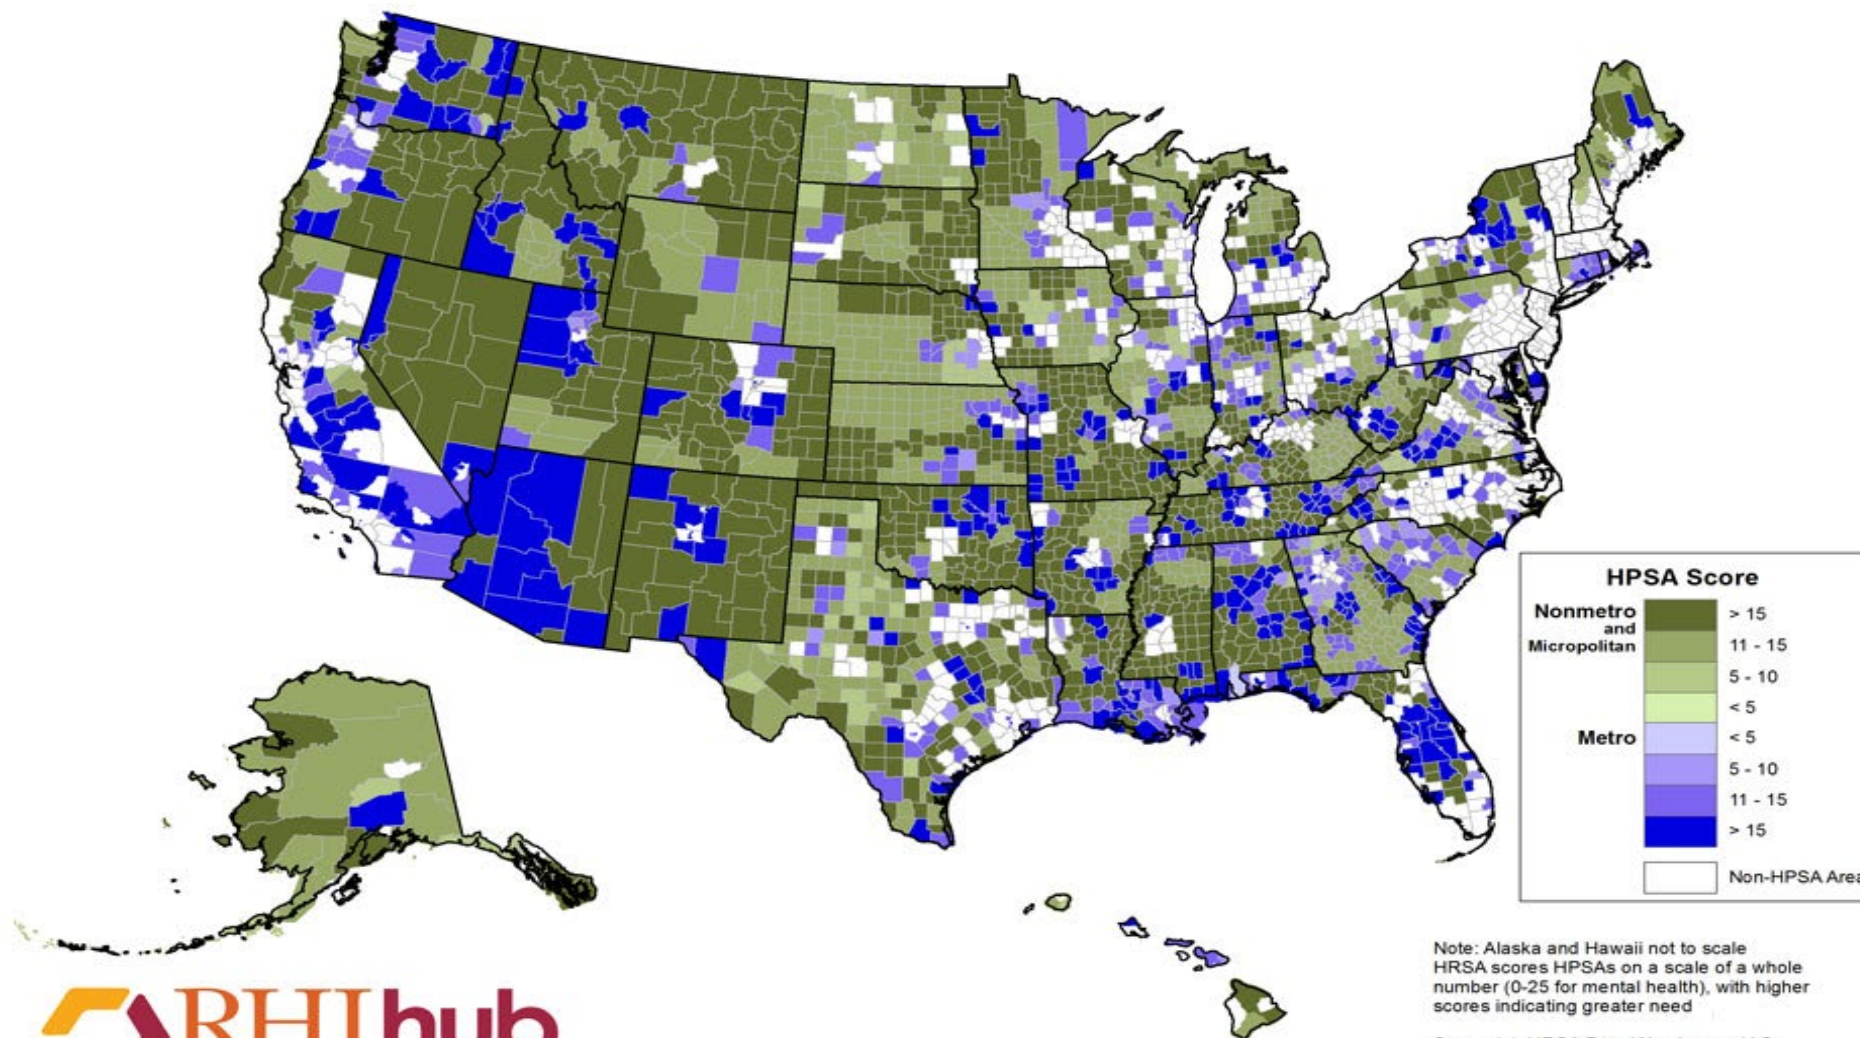 HPSA Score
Nonmetro
and
Micropolitan
> 15
11 - 15
5 - 10
< 5
Metro
< 5
5 - 10
11 - 15
> 15
Non-HPSA Area
Note: Alaska and Hawaii not to scale
HRSA scores HPSAs on a scale of a whole
number (0-25 for mental health), with higher
scores indicating greater need
RHIhub